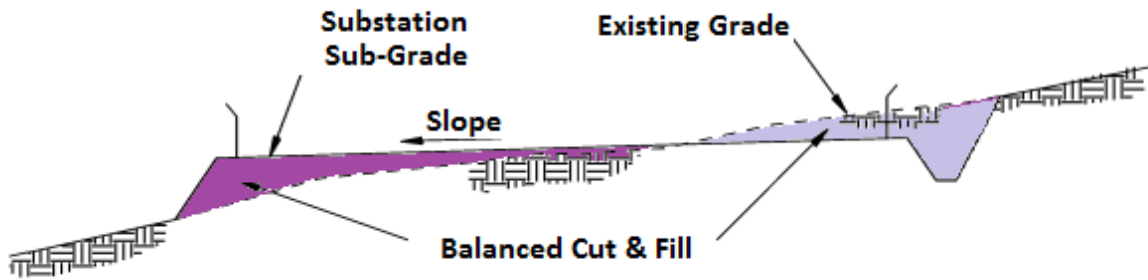 Substation
Sub-Grade
Existing Grade
Slope
Balanced Cut & Fill